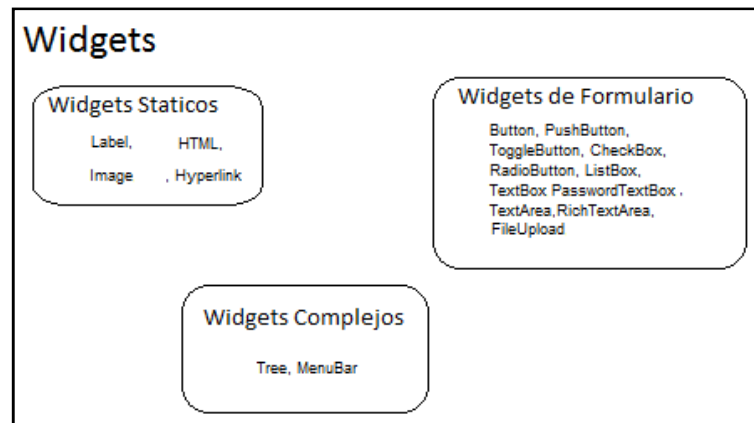 Widgets
Widgets Staticos
Label, HTML,
Image , Hyperlink
Widgets de Formulario
Button, PushButton,
ToggleButton, CheckBox,
RadioButton, ListBox,
TextBox PasswordTextBox ,
TextArea,RichTextArea,
FileUpload
Widgets Complejos
Tree, MenuBar